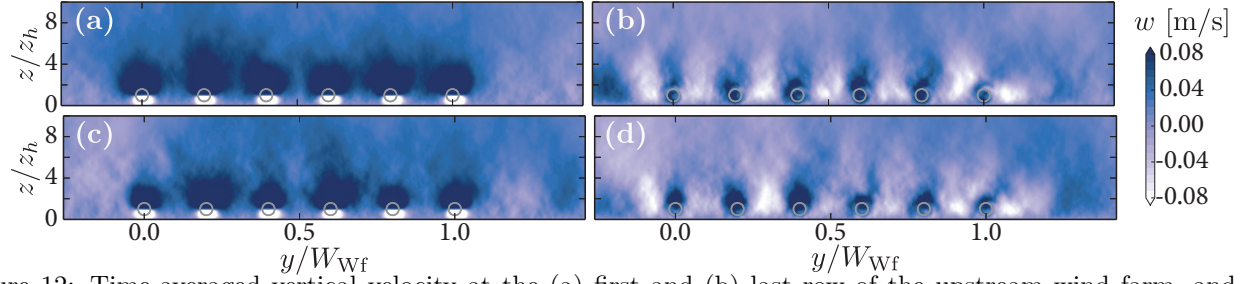 (a) (b) w [m/s]
8
4
0
z/z_h
0.08
0.04
0.00
-0.04
-0.08
(c) (d)
8
4
0
z/z_h
0.0 0.5 1.0 0.0 0.5 1.0
y/W_Wf y/W_Wf
Time-averaged vertical velocity at the (a) first and (b) last row of the upstream wind farm, and